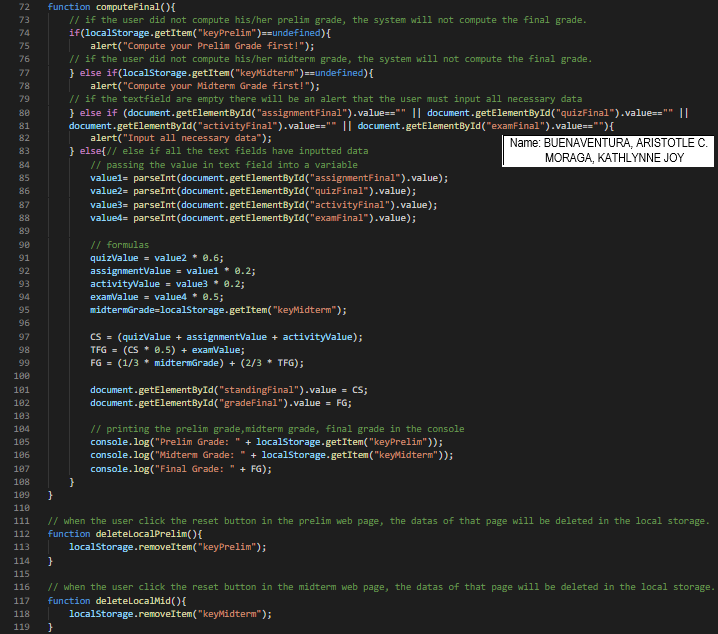 72 function computeFinal(){
73 // if the user did not compute his/her prelim grade, the system will not compute the final grade.
74 if(localStorage.getItem("keyPrelim")==undefined){
75 alert("Compute your Prelim Grade first!");
76 // if the user did not compute his/her midterm grade, the system will not compute the final grade.
77 } else if(localStorage.getItem("keyMidterm")==undefined){
78 alert("Compute your Midterm Grade first!");
79 // if the textfield are empty there will be an alert that the user must input all necessary data
80 } else if (document.getElementById("assignmentFinal").value=="" || document.getElementById("quizFinal").value=="" ||
81 document.getElementById("activityFinal").value=="" || document.getElementById("examFinal").value==""){
82 alert("Input all necessary data");
83 } else{// else if all the text fields have inputted data
Name: BUENAVENTURA, ARISTOTLE C.
MORAGA, KATHLYNNE JOY
84 // passing the value in text field into a variable
85 value1= parseInt(document.getElementById("assignmentFinal").value);
86 value2= parseInt(document.getElementById("quizFinal").value);
87 value3= parseInt(document.getElementById("activityFinal").value);
88 value4= parseInt(document.getElementById("examFinal").value);
89
90 // formulas
91 quizValue = value2 * 0.6;
92 assignmentValue = value1 * 0.2;
93 activityValue = value3 * 0.2;
94 examValue = value4 * 0.5;
95 midtermGrade=localStorage.getItem("keyMidterm");
96
97 CS = (quizValue + assignmentValue + activityValue);
98 TFG = (CS * 0.5) + examValue;
99 FG = (1/3 * midtermGrade) + (2/3 * TFG);
100
101 document.getElementById("standingFinal").value = CS;
102 document.getElementById("gradeFinal").value = FG;
103
104 // printing the prelim grade,midterm grade, final grade in the console
105 console.log("Prelim Grade: " + localStorage.getItem("keyPrelim"));
106 console.log("Midterm Grade: " + localStorage.getItem("keyMidterm"));
107 console.log("Final Grade: " + FG);
108 }
109 }
110
111 // when the user click the reset button in the prelim web page, the datas of that page will be deleted in the local storage.
112 function deleteLocalPrelim(){
113 localStorage.removeItem("keyPrelim");
114 }
115
116 // when the user click the reset button in the midterm web page, the datas of that page will be deleted in the local storage.
117 function deleteLocalMid(){
118 localStorage.removeItem("keyMidterm");
119 }